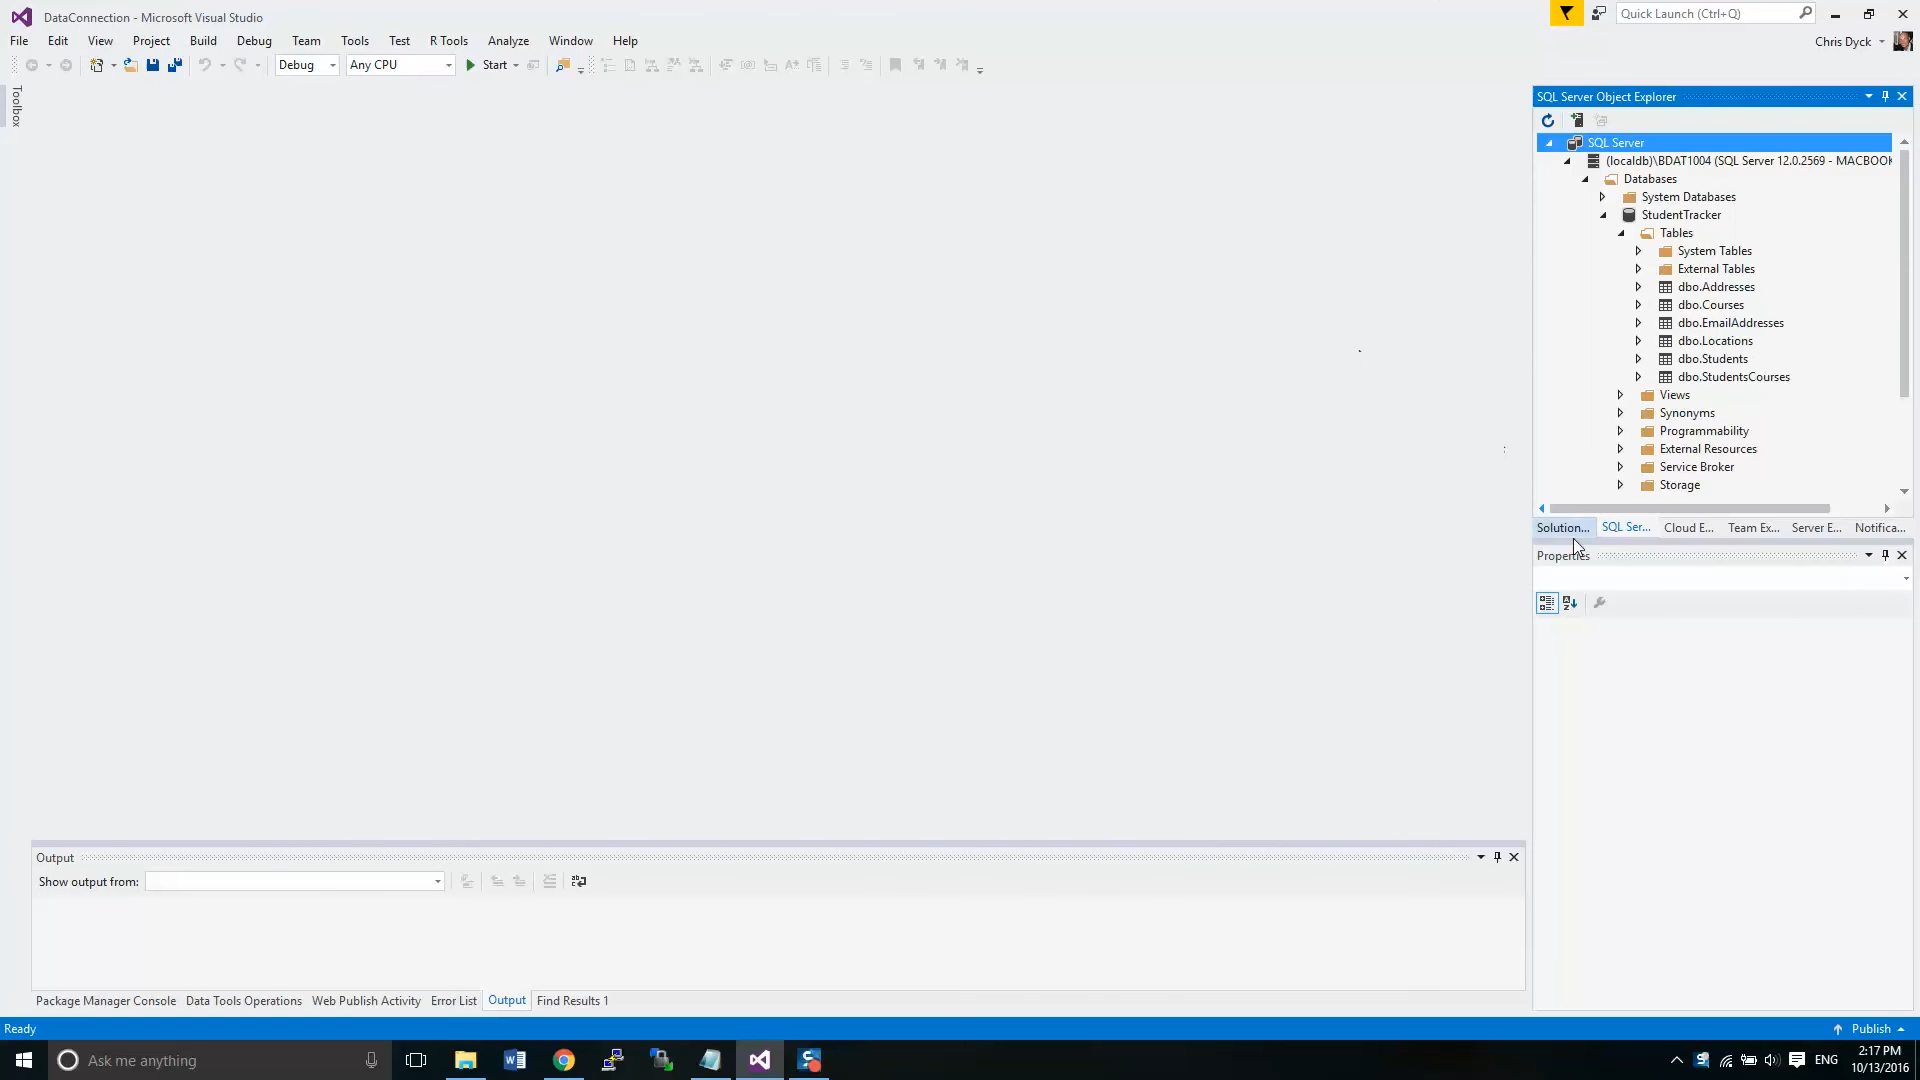 DataConnection - Microsoft Visual Studio
Quick Launch (Ctrl+Q)
File Edit View Project Build Debug Team Tools Test R Tools Analyze Window Help
Chris Dyck
Debug Any CPU Start
Toolbox
SQL Server Object Explorer
SQL Server
(localdb)\BDAT1004 (SQL Server 12.0.2569 - MACBOOK
Databases
System Databases
StudentTracker
Tables
System Tables
External Tables
dbo.Addresses
dbo.Courses
dbo.EmailAddresses
dbo.Locations
dbo.Students
dbo.StudentsCourses
Views
Synonyms
Programmability
External Resources
Service Broker
Storage
Solution... SQL Ser... Cloud E... Team Ex... Server E... Notifica...
Properties
Output
Show output from:
Package Manager Console Data Tools Operations Web Publish Activity Error List Output Find Results 1
Ready
Publish
Ask me anything
ENG
2:17 PM
10/13/2016